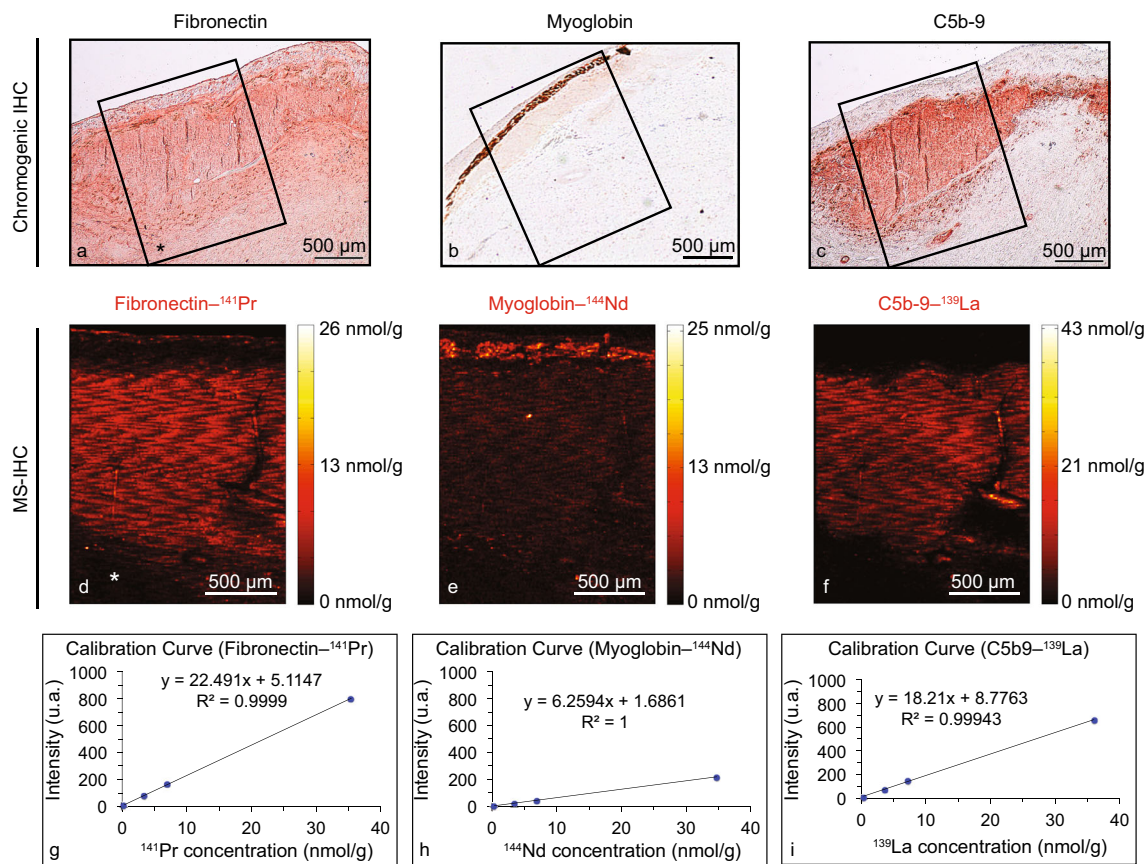 Fibronectin
Myoglobin
C5b-9
Chromogenic IHC
a
*
500 µm
b
500 µm
c
500 µm
MS-IHC
Fibronectin–¹⁴¹Pr
Myoglobin–¹⁴⁴Nd
C5b-9–¹³⁹La
26 nmol/g
13 nmol/g
0 nmol/g
d
*
500 µm
25 nmol/g
13 nmol/g
0 nmol/g
e
500 µm
43 nmol/g
21 nmol/g
0 nmol/g
f
500 µm
Calibration Curve (Fibronectin–¹⁴¹Pr)
y = 22.491x + 5.1147
R² = 0.9999
Intensity (u.a.)
1000
800
600
400
200
0
0 10 20 30 40
¹⁴¹Pr concentration (nmol/g)
g
Calibration Curve (Myoglobin–¹⁴⁴Nd)
y = 6.2594x + 1.6861
R² = 1
Intensity (u.a.)
1000
800
600
400
200
0
0 10 20 30 40
¹⁴⁴Nd concentration (nmol/g)
h
Calibration Curve (C5b9–¹³⁹La)
y = 18.21x + 8.7763
R² = 0.99943
Intensity (u.a.)
1000
800
600
400
200
0
0 10 20 30 40
¹³⁹La concentration (nmol/g)
i